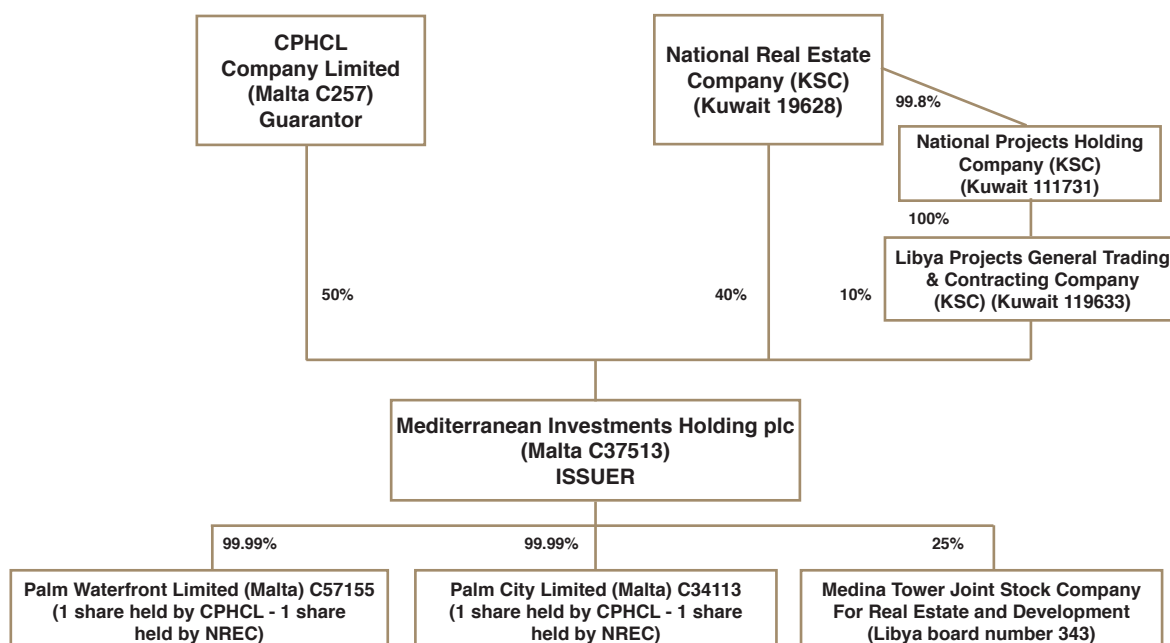 CPHCL
Company Limited
(Malta C257)
Guarantor
National Real Estate
Company (KSC)
(Kuwait 19628)
99.8%
National Projects Holding
Company (KSC)
(Kuwait 111731)
100%
Libya Projects General Trading
& Contracting Company
(KSC) (Kuwait 119633)
50%
40%
10%
Mediterranean Investments Holding plc
(Malta C37513)
ISSUER
99.99%
99.99%
25%
Palm Waterfront Limited (Malta) C57155
(1 share held by CPHCL - 1 share
held by NREC)
Palm City Limited (Malta) C34113
(1 share held by CPHCL - 1 share
held by NREC)
Medina Tower Joint Stock Company
For Real Estate and Development
(Libya board number 343)